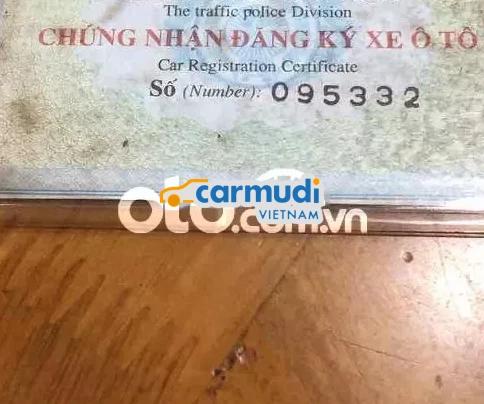 The traffic police Division
CHỨNG NHẬN ĐĂNG KÝ XE Ô TÔ
Car Registration Certificate
Số (Number): 095332
carmudi
VIETNAM
oto.com.vn